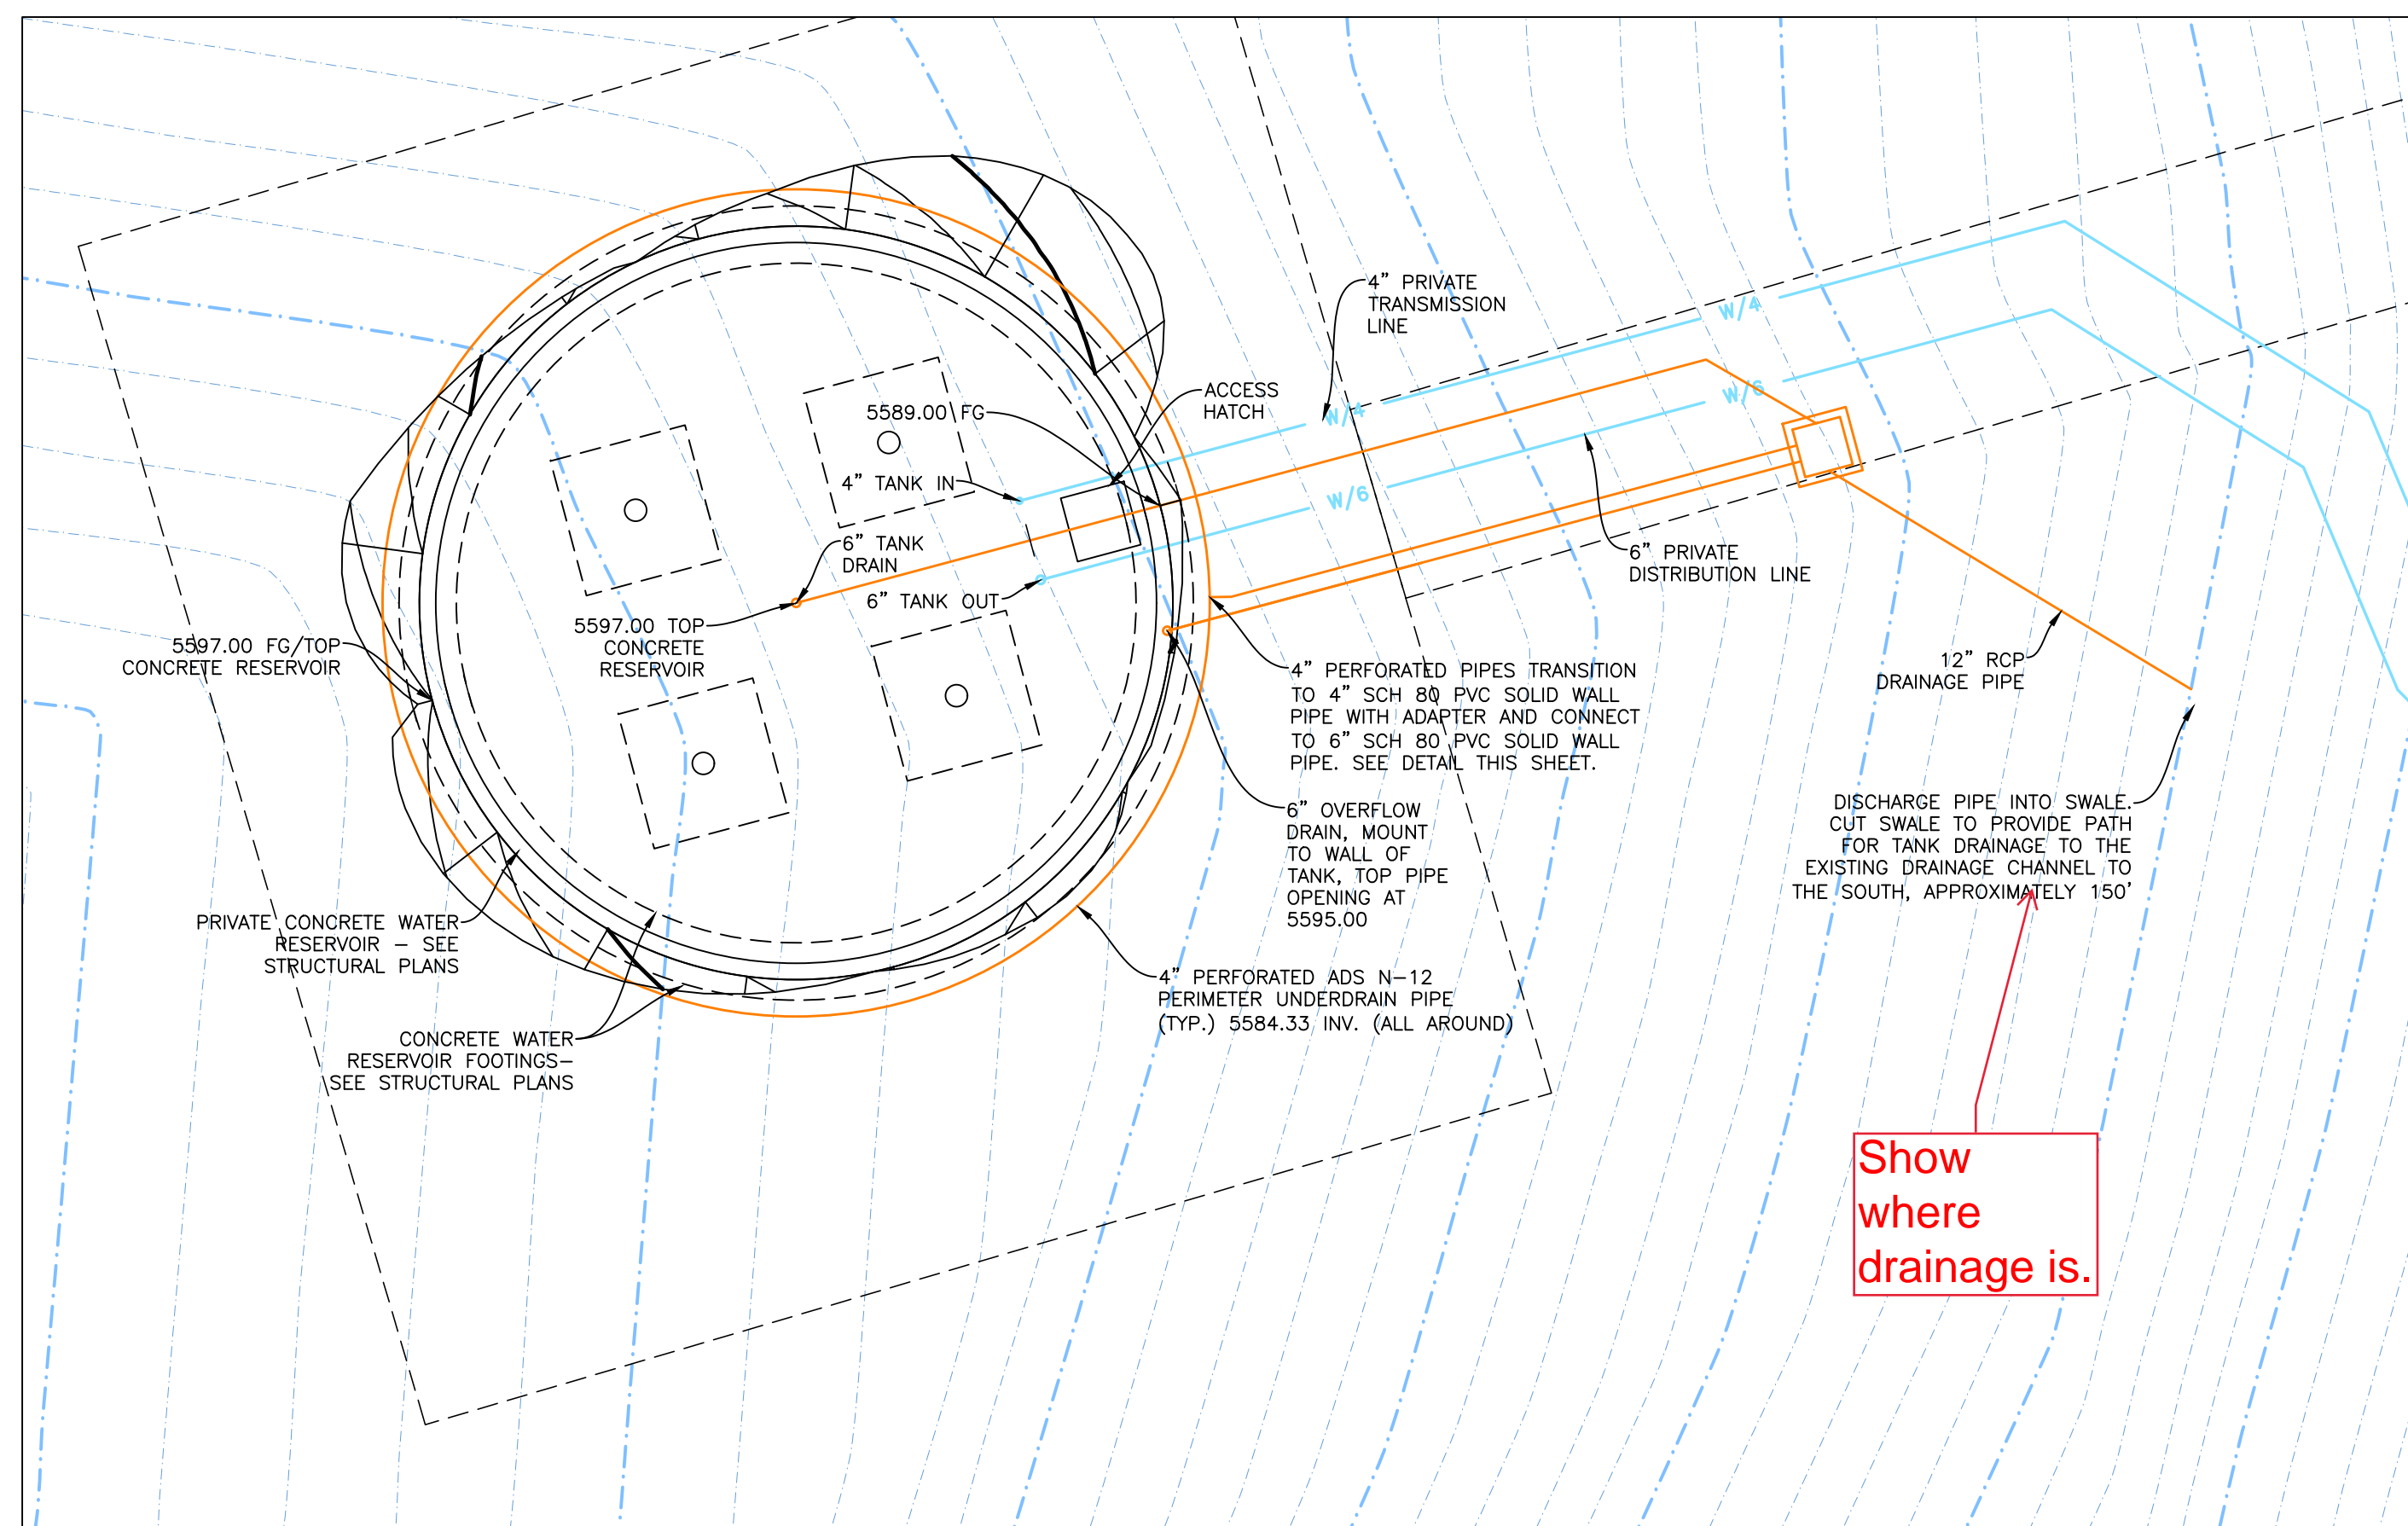 4” PRIVATE
TRANSMISSION
LINE
W/4
W/4
ACCESS
HATCH
W/6
W/6
5589.00 FG
4” TANK IN
6” TANK
DRAIN
6” TANK OUT
6” PRIVATE
DISTRIBUTION LINE
5597.00 TOP
CONCRETE
RESERVOIR
5597.00 FG/TOP
CONCRETE RESERVOIR
12” RCP
DRAINAGE PIPE
4” PERFORATED PIPES TRANSITION
TO 4” SCH 80 PVC SOLID WALL
PIPE WITH ADAPTER AND CONNECT
TO 6” SCH 80 PVC SOLID WALL
PIPE. SEE DETAIL THIS SHEET.
6” OVERFLOW
DRAIN, MOUNT
TO WALL OF
TANK, TOP PIPE
OPENING AT
5595.00
DISCHARGE PIPE INTO SWALE.
CUT SWALE TO PROVIDE PATH
FOR TANK DRAINAGE TO THE
EXISTING DRAINAGE CHANNEL TO
THE SOUTH, APPROXIMATELY 150’
PRIVATE CONCRETE WATER
RESERVOIR – SEE
STRUCTURAL PLANS
4” PERFORATED ADS N–12
PERIMETER UNDERDRAIN PIPE
(TYP.) 5584.33 INV. (ALL AROUND)
CONCRETE WATER
RESERVOIR FOOTINGS–
SEE STRUCTURAL PLANS
Show
where
drainage is.